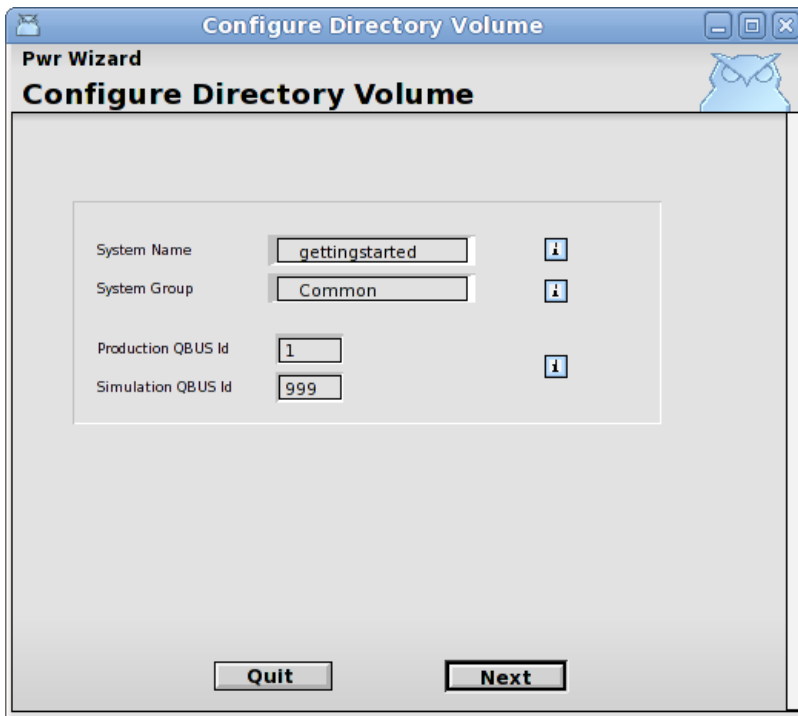 Configure Directory Volume
Pwr Wizard
Configure Directory Volume
System Name gettingstarted i
System Group Common i
Production QBUS Id 1
i
Simulation QBUS Id 999
Quit Next